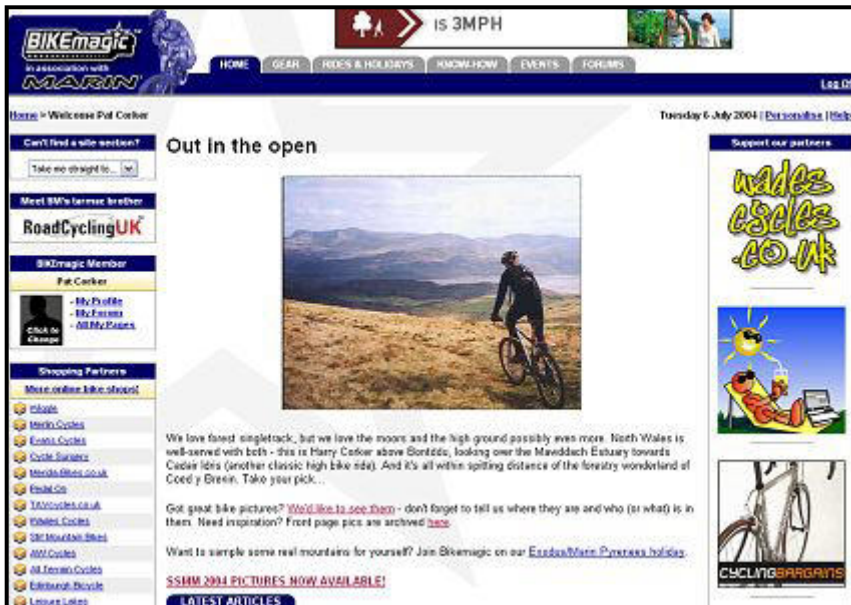 IS 3MPH
BIKEmagic
in association with
MARIN
HOME GEAR RIDES & HOLIDAYS KNOW-HOW EVENTS FORUMS
Home > Welcome Pat Corker
Tuesday 6 July 2004 | Personalise | Help
Can't find a site section?
Take me straight to...
Meet BM's tarmac brother
RoadCyclingUK
BIKEmagic Member
Pat Corker
Click to
Change
- My Profile
- My Forum
- All My Pages
Shopping Partners
More online bike shops!
Wiggle
Merlin Cycles
Evans Cycles
Cycle Surgery
Merida-Bikes.co.uk
Pedal On
TAVcycles.co.uk
Wheelies Cycles
Stif Mountain Bikes
AW Cycles
All Terrain Cycles
Edinburgh Bicycle
Leisure Lakes
Out in the open
We love forest singletrack, but we love the moors and the high ground possibly even more. North Wales is
well-served with both - this is Harry Corker above Bontddu, looking over the Mawddach Estuary towards
Cadair Idris (another classic high bike ride). And it's all within spitting distance of the forestry wonderland of
Coed y Brenin. Take your pick...
Got great bike pictures? We'd like to see them - don't forget to tell us where they are and who (or what) is in
them. Need inspiration? Front page pics are archived here.
Want to sample some real mountains for yourself? Join Bikemagic on our Exodus/Marin Pyrenees holiday.
SSMM 2004 PICTURES NOW AVAILABLE!
LATEST ARTICLES
Support our partners
wades
cycles
.co.uk
CYCLINGBARGAINS